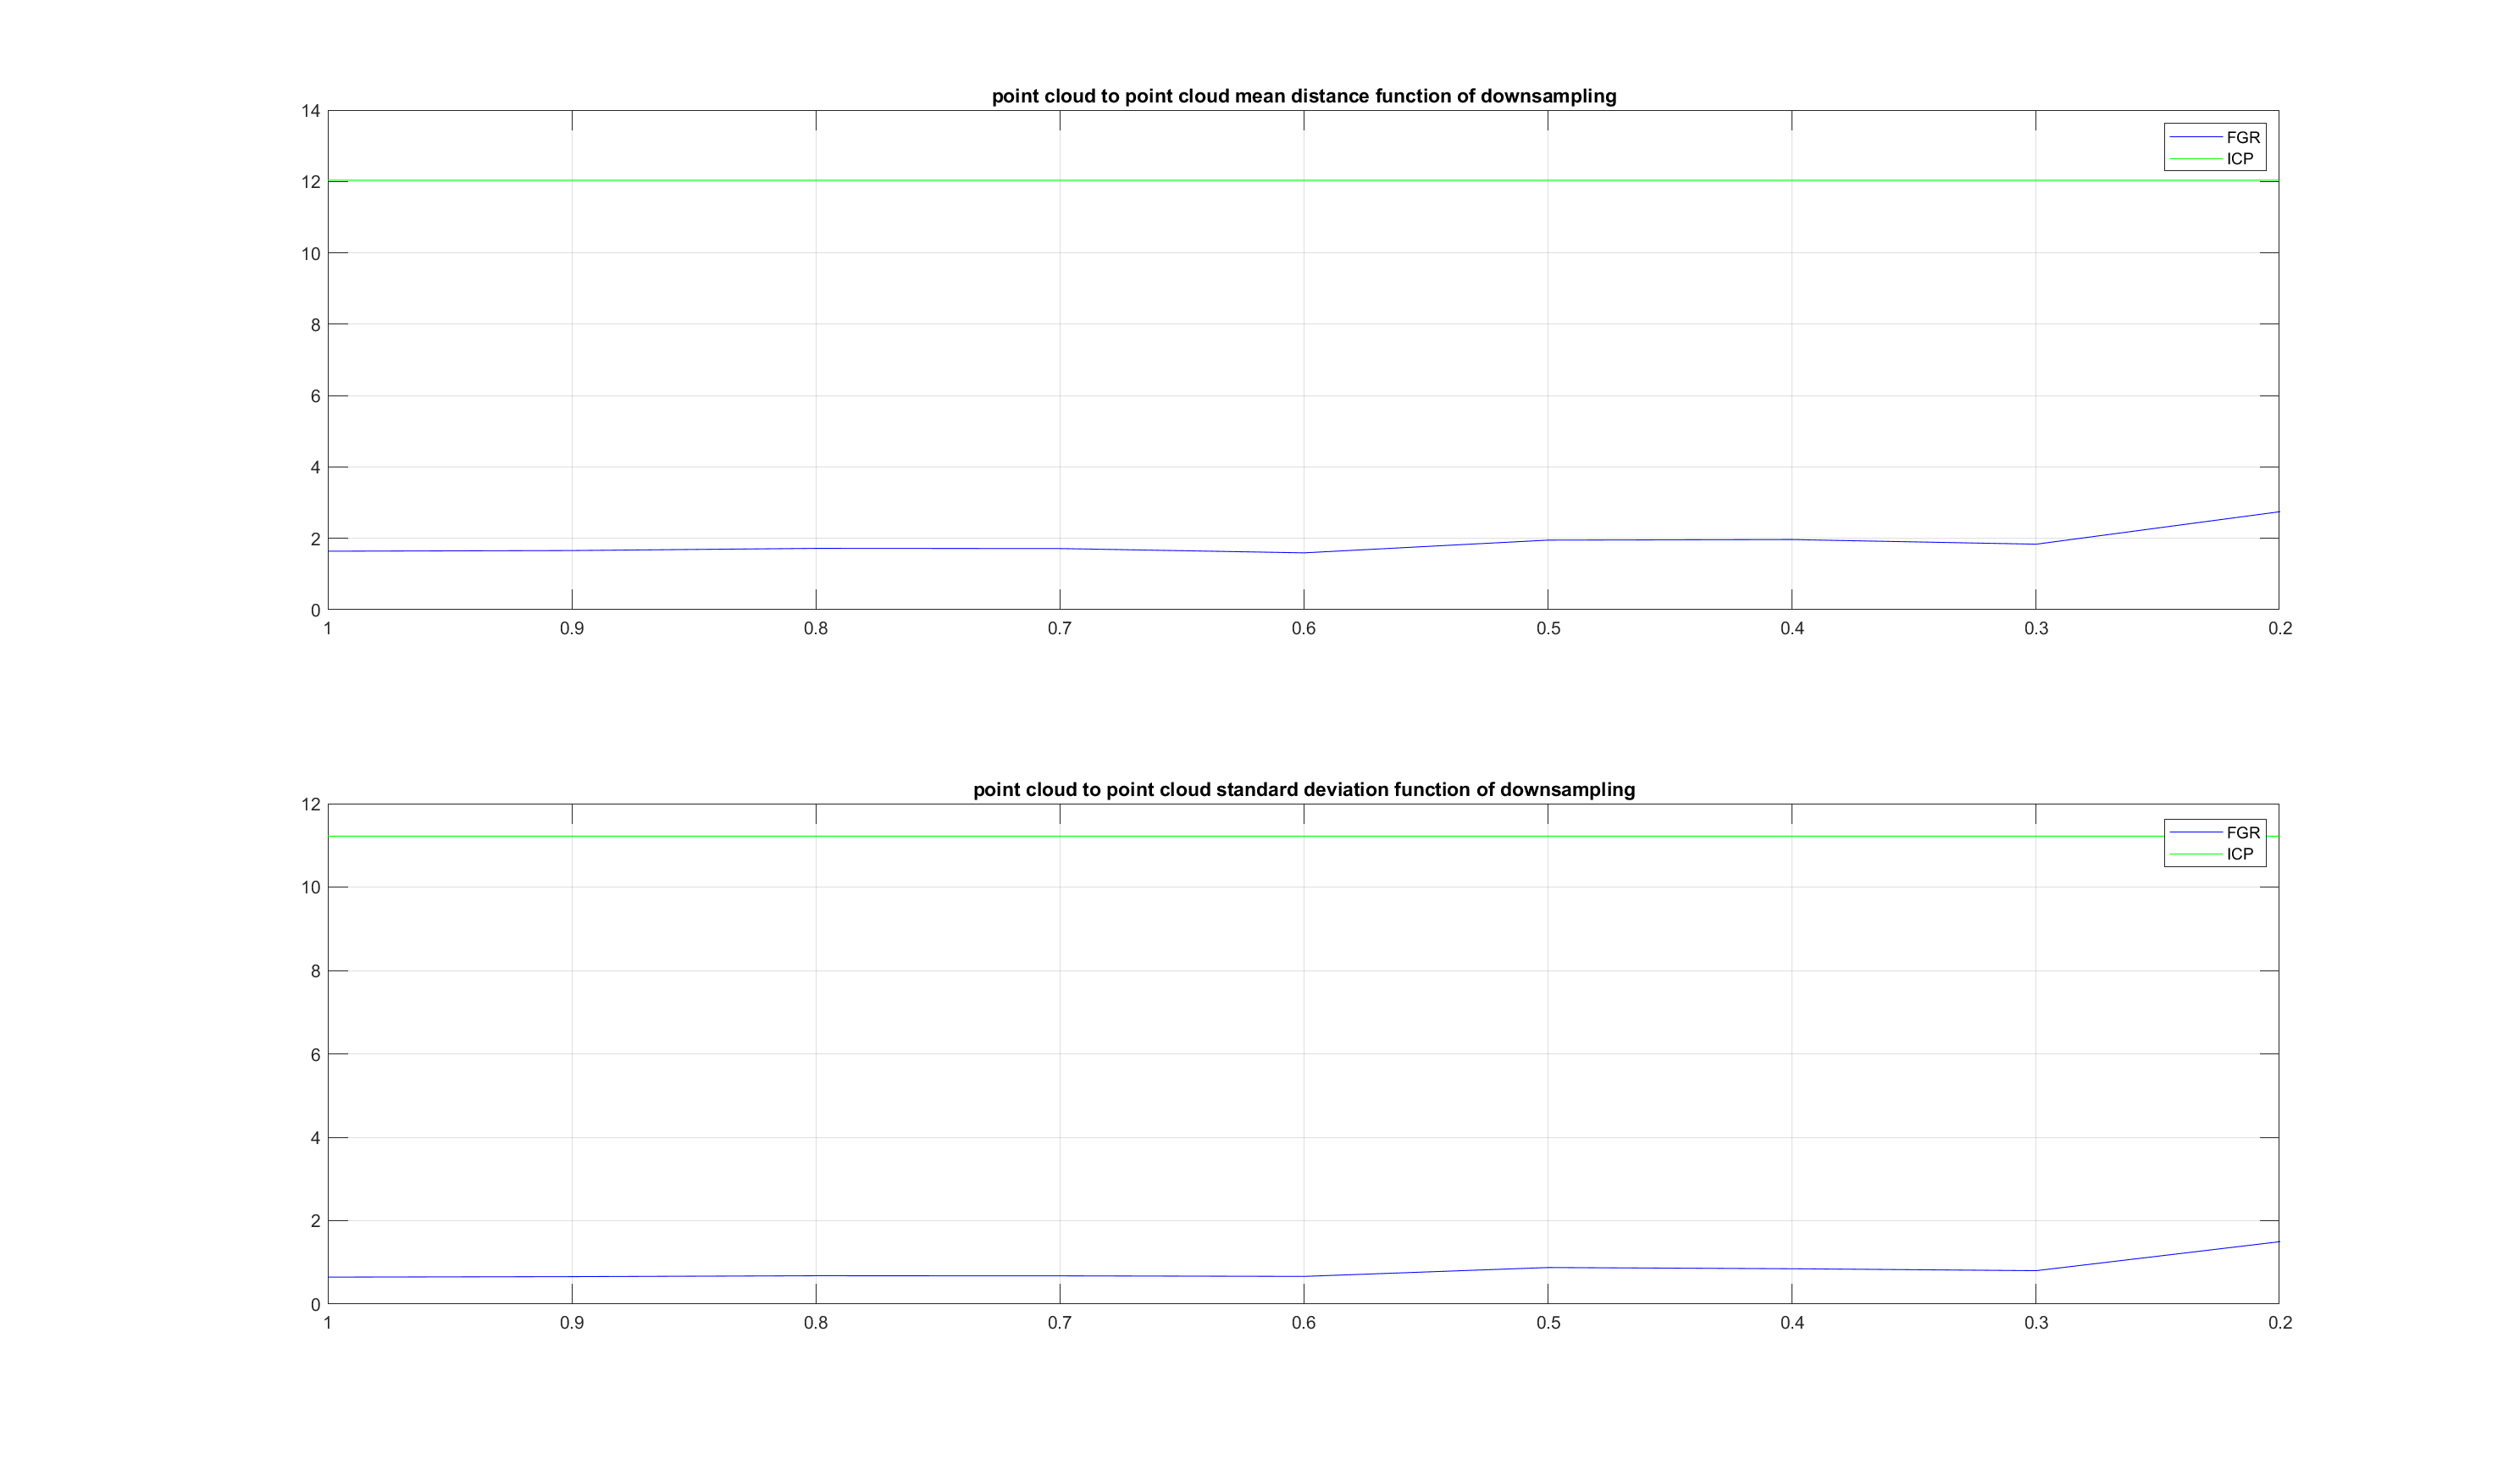 point cloud to point cloud mean distance function of downsampling
14
12
10
8
6
4
2
0
FGR
ICP
1 0.9 0.8 0.7 0.6 0.5 0.4 0.3 0.2
point cloud to point cloud standard deviation function of downsampling
12
10
8
6
4
2
0
FGR
ICP
1 0.9 0.8 0.7 0.6 0.5 0.4 0.3 0.2